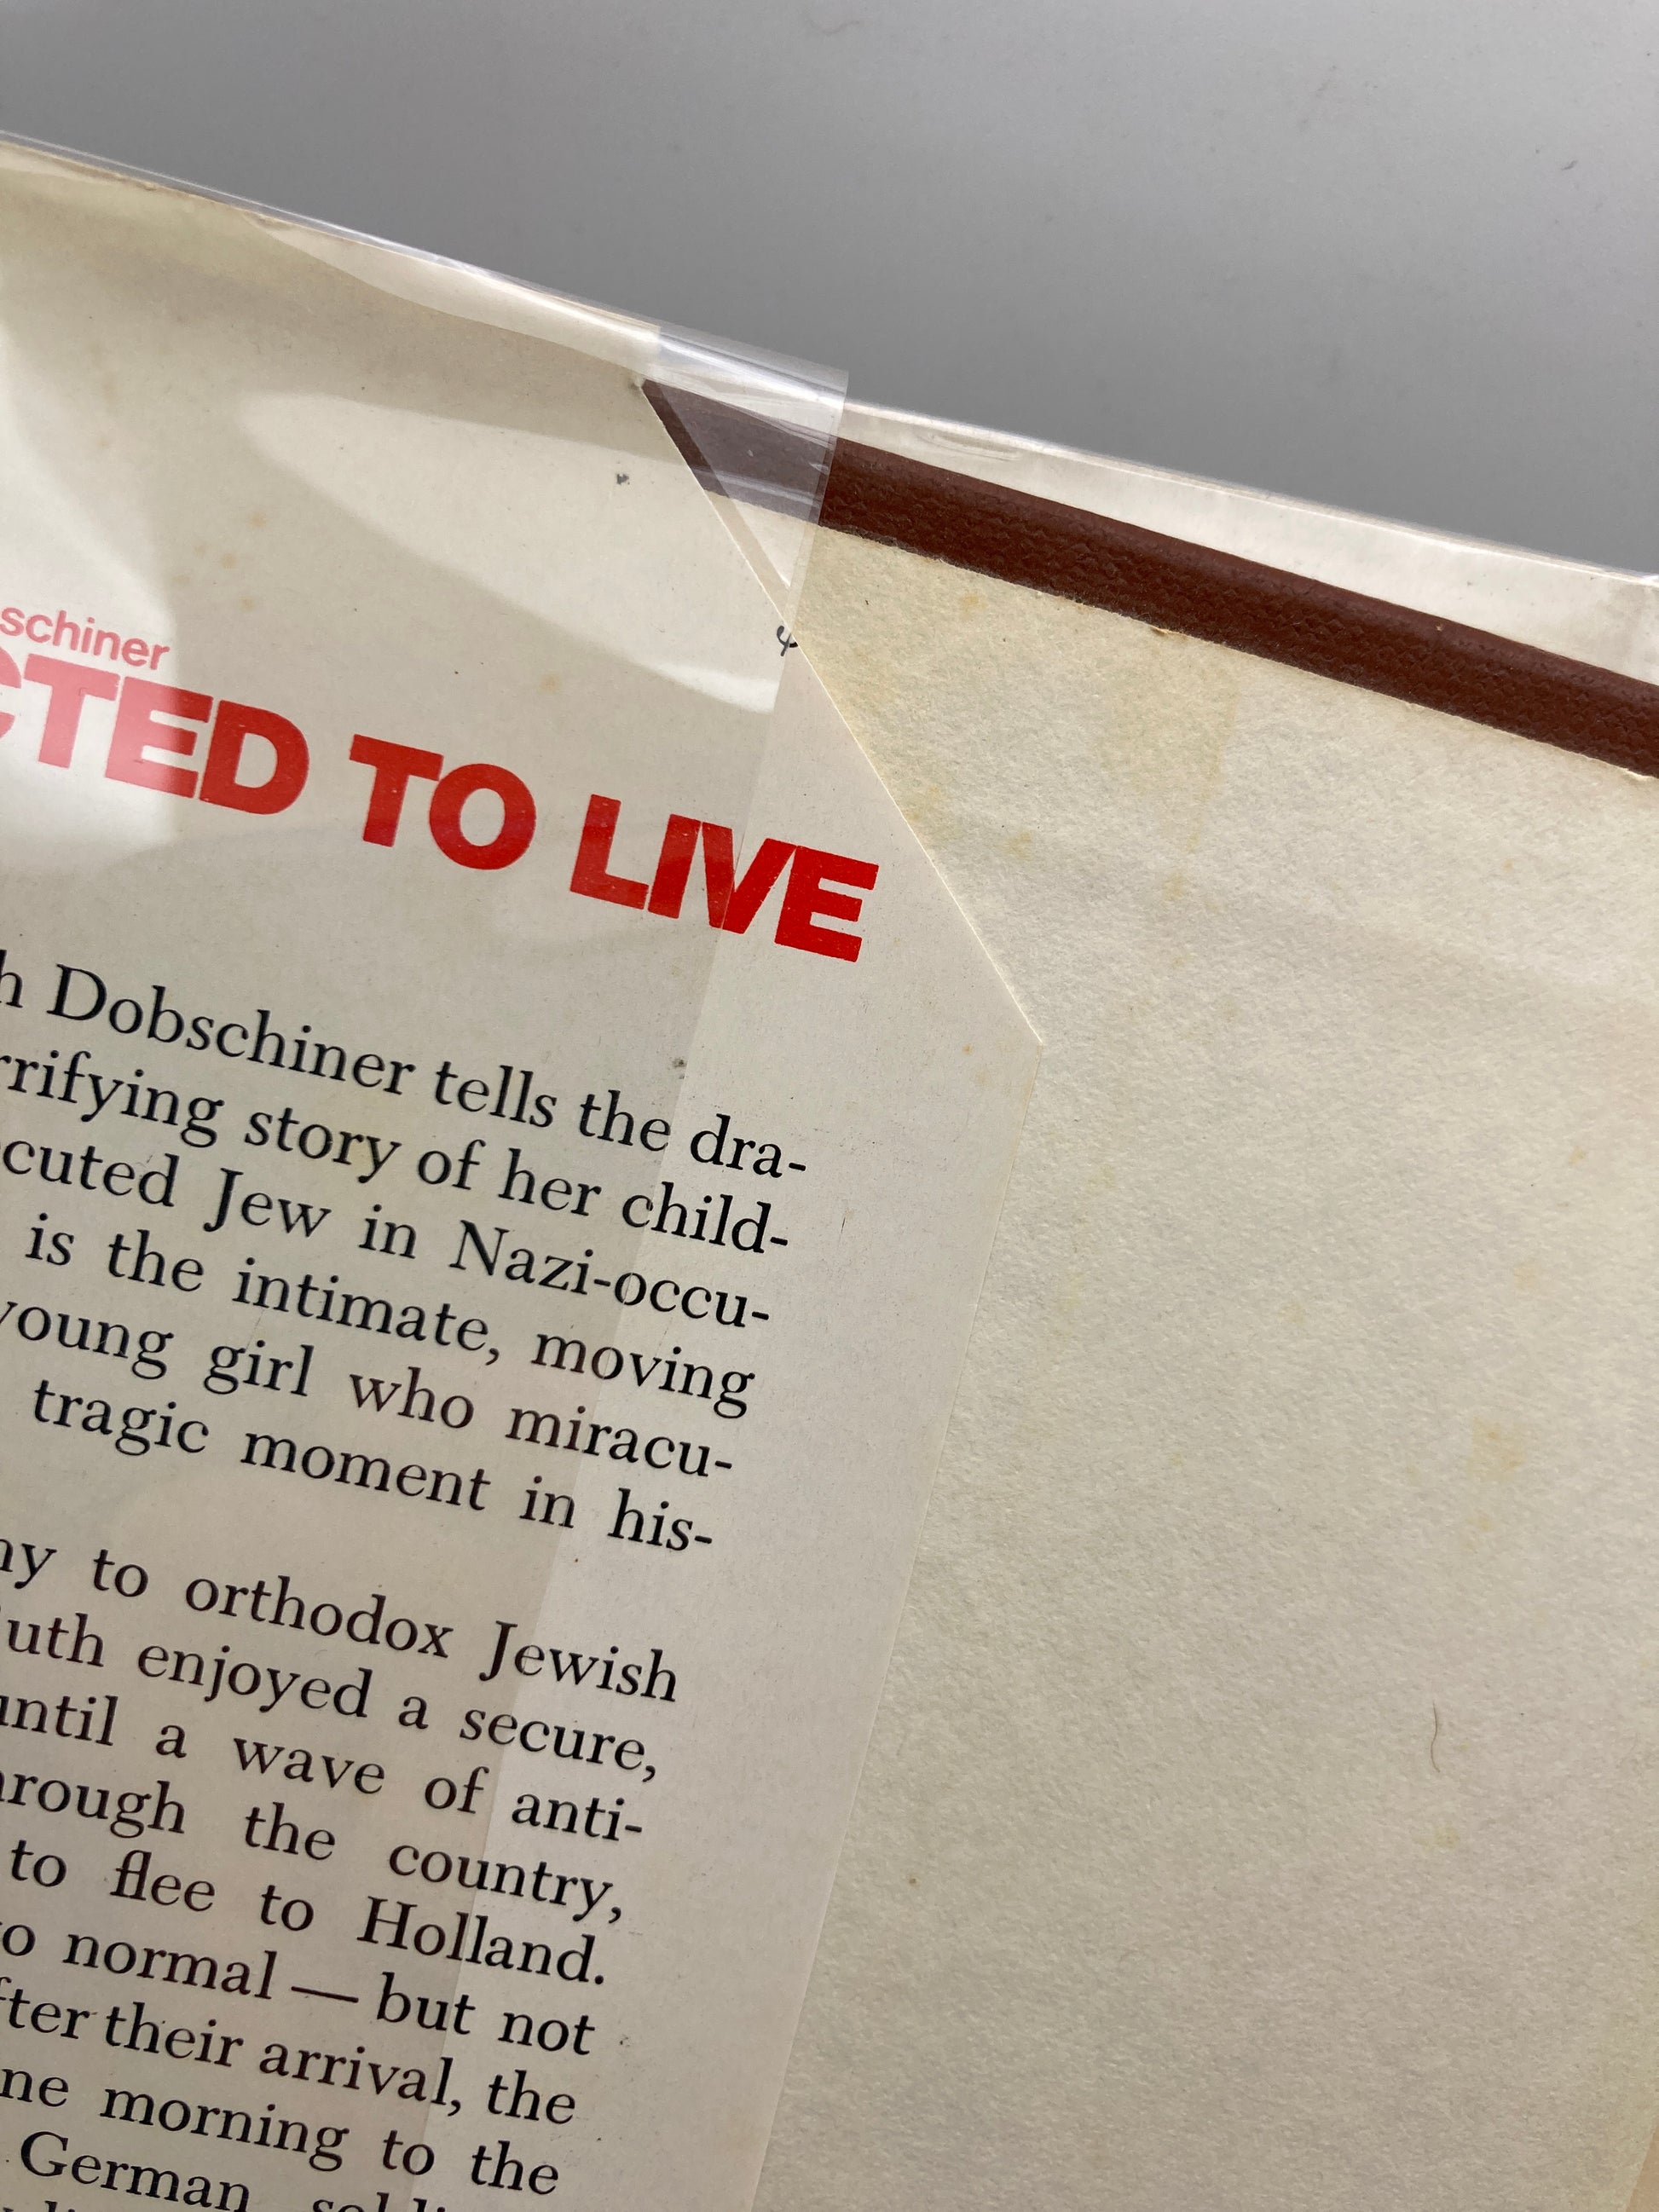 schiner
CTED TO LIVE
h Dobschiner tells the dra-
rrifying story of her child-
cuted Jew in Nazi-occu-
is the intimate, moving
young girl who miracu-
tragic moment in his-
ny to orthodox Jewish
uth enjoyed a secure,
until a wave of anti-
hrough the country,
to flee to Holland.
o normal — but not
fter their arrival, the
ne morning to the
German